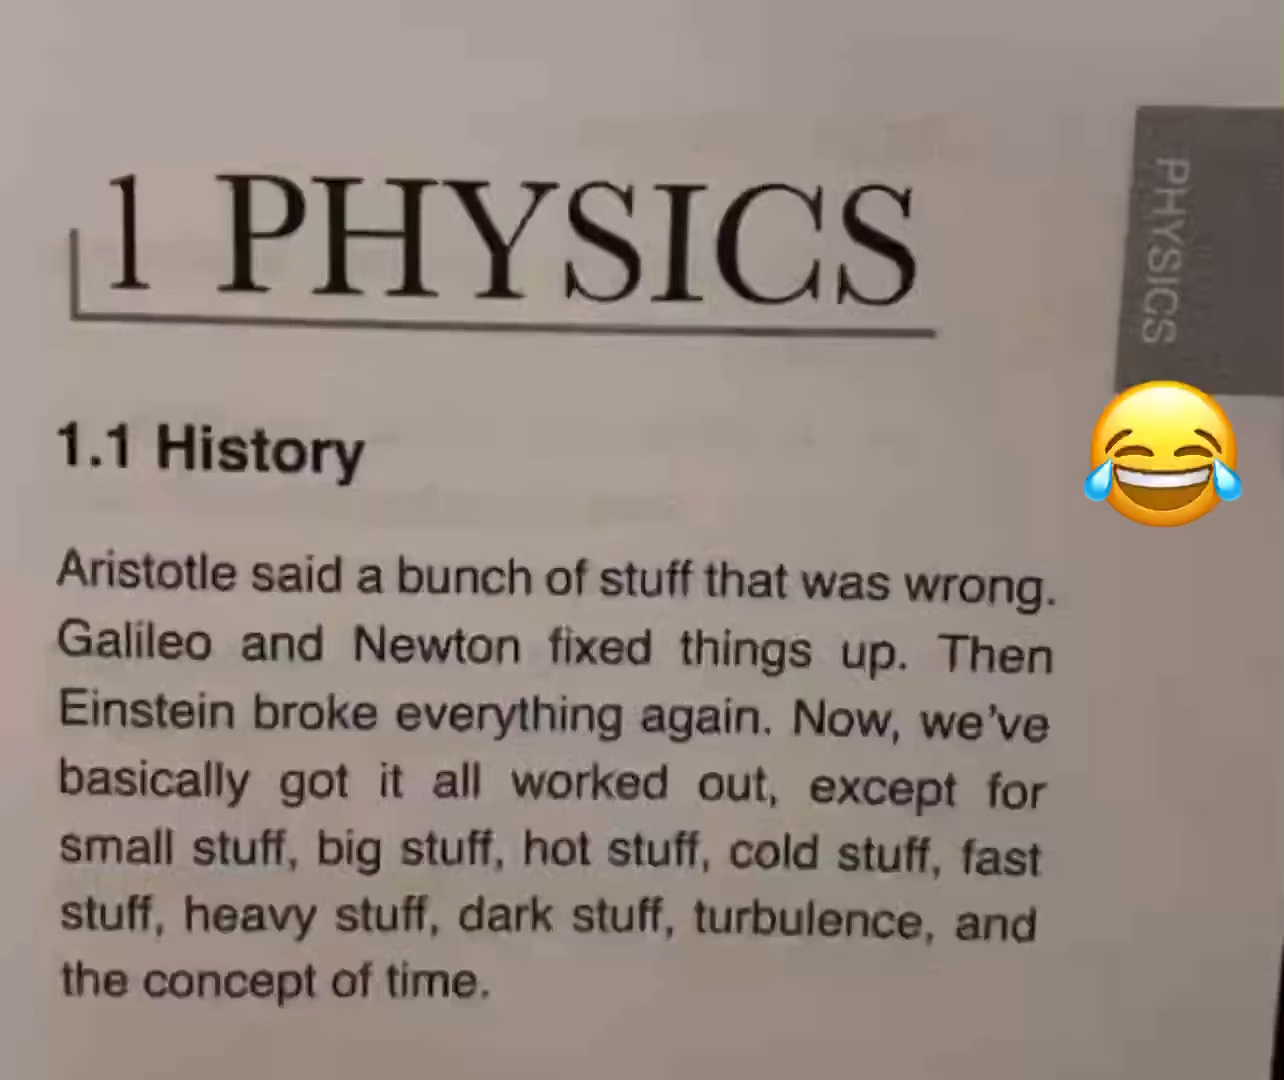 1 PHYSICS
PHYSICS
1.1 History
Aristotle said a bunch of stuff that was wrong.
Galileo and Newton fixed things up. Then
Einstein broke everything again. Now, we've
basically got it all worked out, except for
small stuff, big stuff, hot stuff, cold stuff, fast
stuff, heavy stuff, dark stuff, turbulence, and
the concept of time.